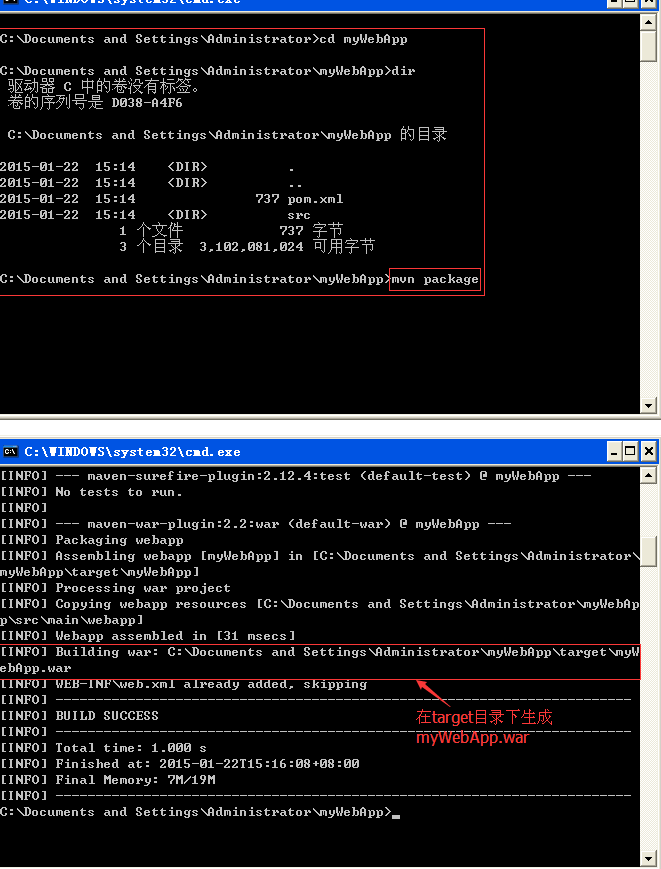 C:\WINDOWS\system32\cmd.exe
C:\Documents and Settings\Administrator>cd myWebApp
C:\Documents and Settings\Administrator\myWebApp>dir
驱动器 C 中的卷没有标签。
卷的序列号是 D038-A4F6
C:\Documents and Settings\Administrator\myWebApp 的目录
2015-01-22 15:14 <DIR> .
2015-01-22 15:14 <DIR> ..
2015-01-22 15:14 737 pom.xml
2015-01-22 15:14 <DIR> src
1 个文件 737 字节
3 个目录 3,102,081,024 可用字节
C:\Documents and Settings\Administrator\myWebApp>mvn package
C:\WINDOWS\system32\cmd.exe
[INFO] --- maven-surefire-plugin:2.12.4:test (default-test) @ myWebApp ---
[INFO] No tests to run.
[INFO]
[INFO] --- maven-war-plugin:2.2:war (default-war) @ myWebApp ---
[INFO] Packaging webapp
[INFO] Assembling webapp [myWebApp] in [C:\Documents and Settings\Administrator\
myWebApp\target\myWebApp]
[INFO] Processing war project
[INFO] Copying webapp resources [C:\Documents and Settings\Administrator\myWebAp
p\src\main\webapp]
[INFO] Webapp assembled in [31 msecs]
[INFO] Building war: C:\Documents and Settings\Administrator\myWebApp\target\myW
ebApp.war
[INFO] WEB-INF\web.xml already added, skipping
[INFO] ------------------------------------------------------------------------
[INFO] BUILD SUCCESS
[INFO] ------------------------------------------------------------------------
[INFO] Total time: 1.000 s
[INFO] Finished at: 2015-01-22T15:16:08+08:00
[INFO] Final Memory: 7M/19M
[INFO] ------------------------------------------------------------------------
C:\Documents and Settings\Administrator\myWebApp>_
在target目录下生成
myWebApp.war